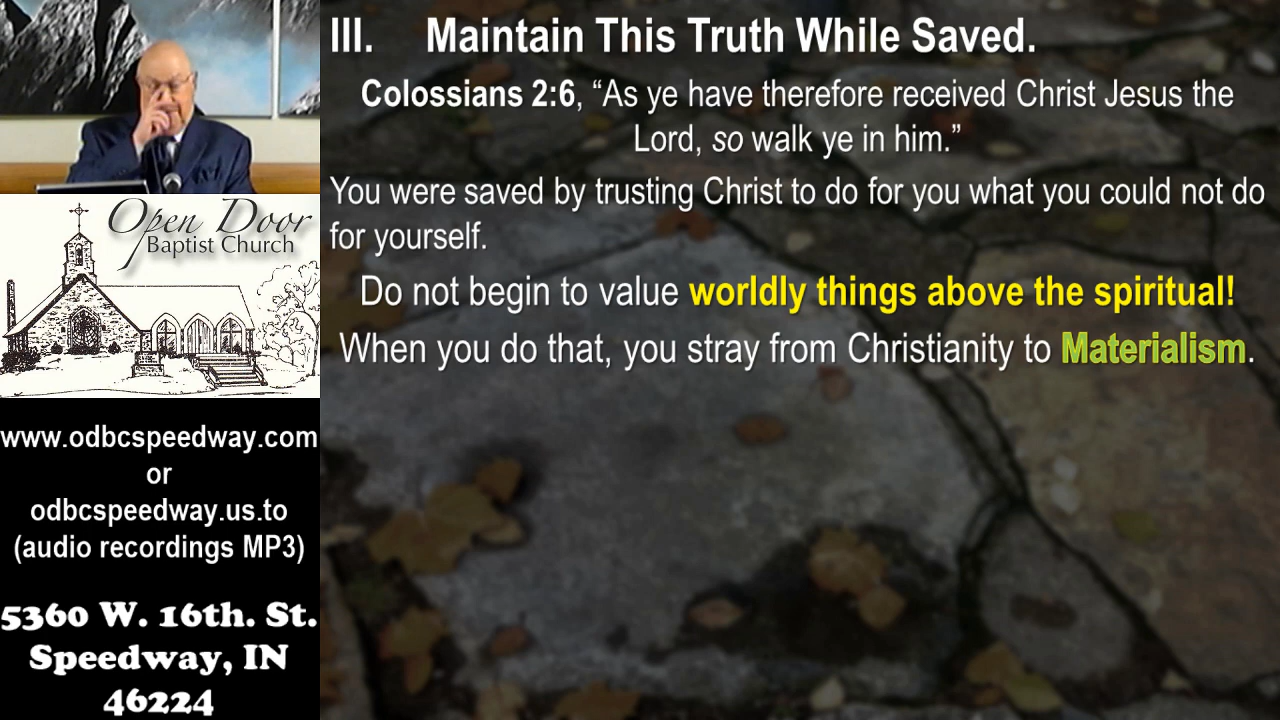 III. Maintain This Truth While Saved.
Colossians 2:6, “As ye have therefore received Christ Jesus the
Lord, so walk ye in him.”
You were saved by trusting Christ to do for you what you could not do
for yourself.
Do not begin to value worldly things above the spiritual!
When you do that, you stray from Christianity to Materialism.
Open Door
Baptist Church
www.odbcspeedway.com
or
odbcspeedway.us.to
(audio recordings MP3)
5360 W. 16th. St.
Speedway, IN
46224